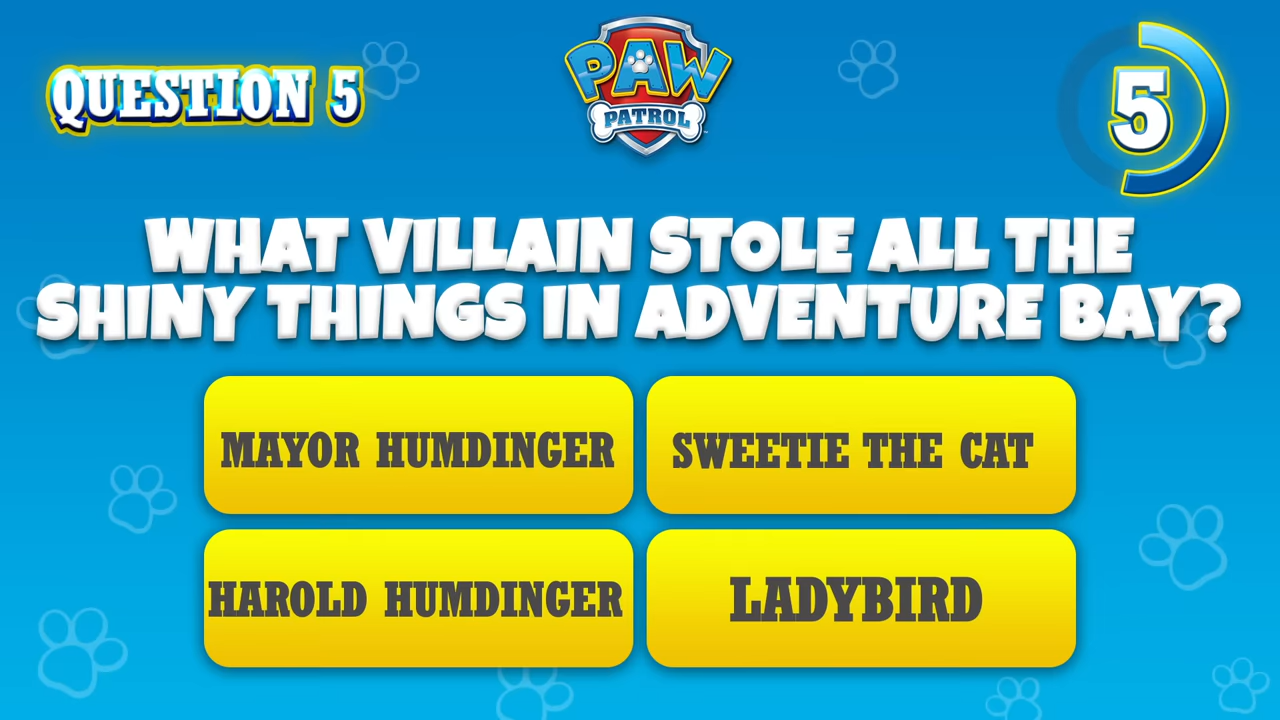 QUESTION 5
PAW
PATROL
5
WHAT VILLAIN STOLE ALL THE
SHINY THINGS IN ADVENTURE BAY?
MAYOR HUMDINGER
SWEETIE THE CAT
HAROLD HUMDINGER
LADYBIRD